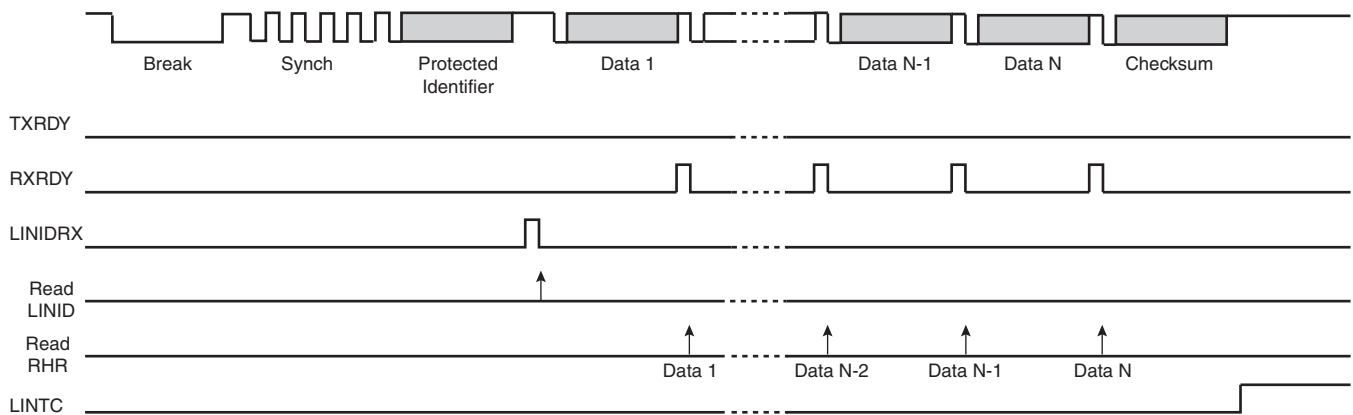 Break
Synch
Protected
Identifier
Data 1
Data N-1
Data N
Checksum
TXRDY
RXRDY
LINIDRX
Read
LINID
Read
RHR
Data 1
Data N-2
Data N-1
Data N
LINTC